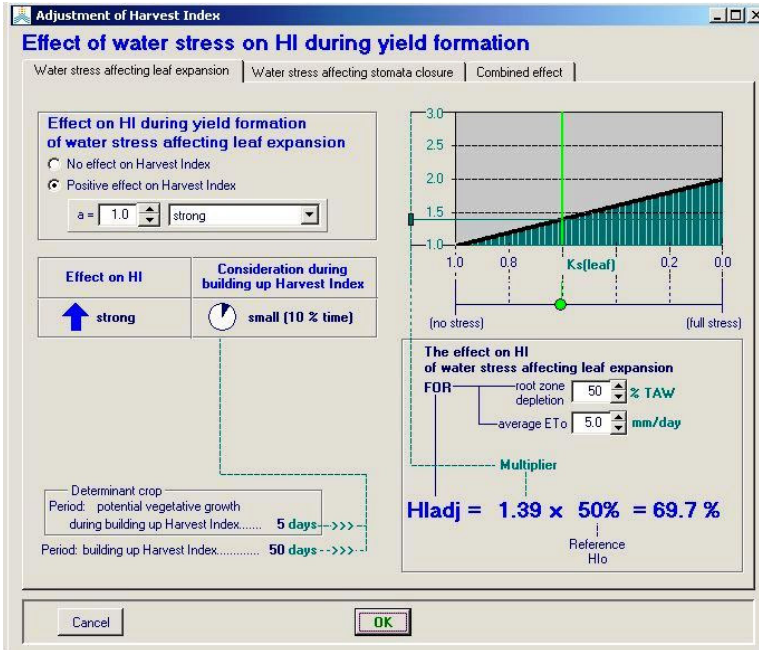 Adjustment of Harvest Index
Effect of water stress on HI during yield formation
Water stress affecting leaf expansion
Water stress affecting stomata closure
Combined effect
Effect on HI during yield formation
of water stress affecting leaf expansion
No effect on Harvest Index
Positive effect on Harvest Index
a = 1.0 strong
Effect on HI
Consideration during
building up Harvest Index
strong
small (10 % time)
Determinant crop
Period: potential vegetative growth
during building up Harvest Index....... 5 days-->>>
Period: building up Harvest Index............. 50 days-->>>
3.0
2.5
2.0
1.5
1.0
1.0 0.8 Ks(leaf) 0.2 0.0
(no stress) (full stress)
The effect on HI
of water stress affecting leaf expansion
FOR root zone
depletion 50 % TAW
average ETo 5.0 mm/day
Multiplier
HIadj = 1.39 x 50% = 69.7 %
Reference
HIo
Cancel
OK